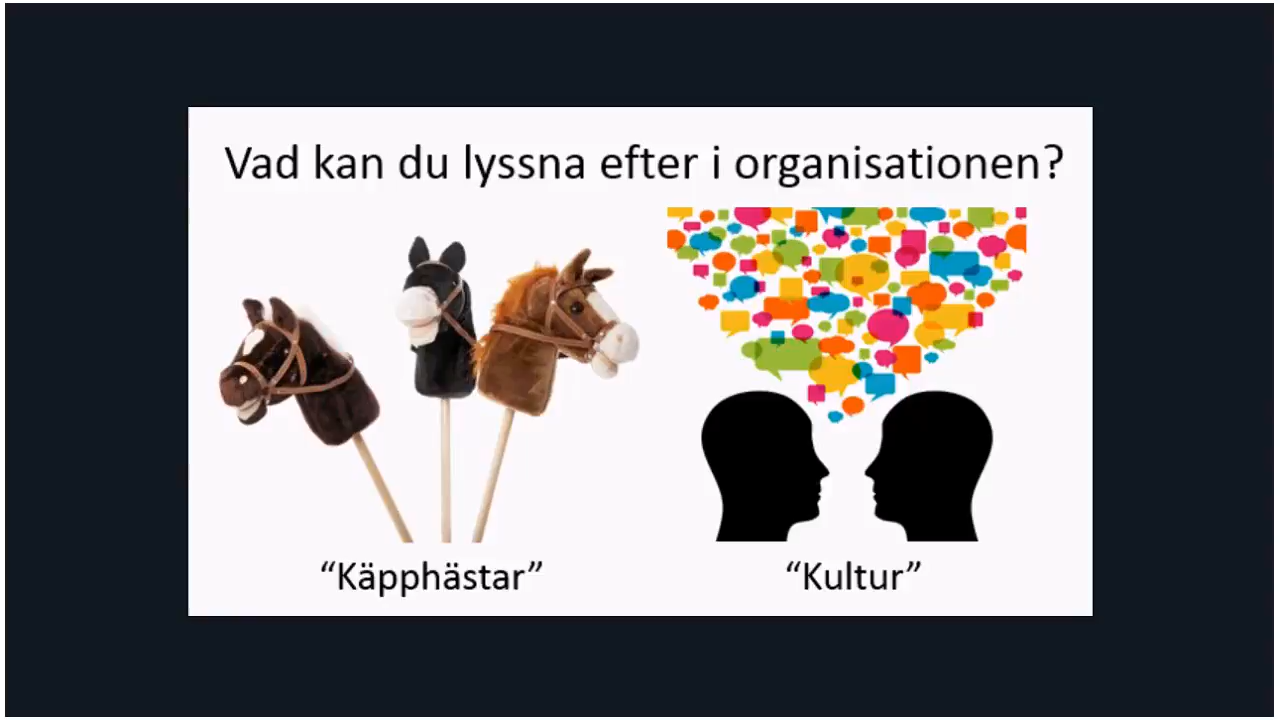 Vad kan du lyssna efter i organisationen?
“Käpphästar”
“Kultur”